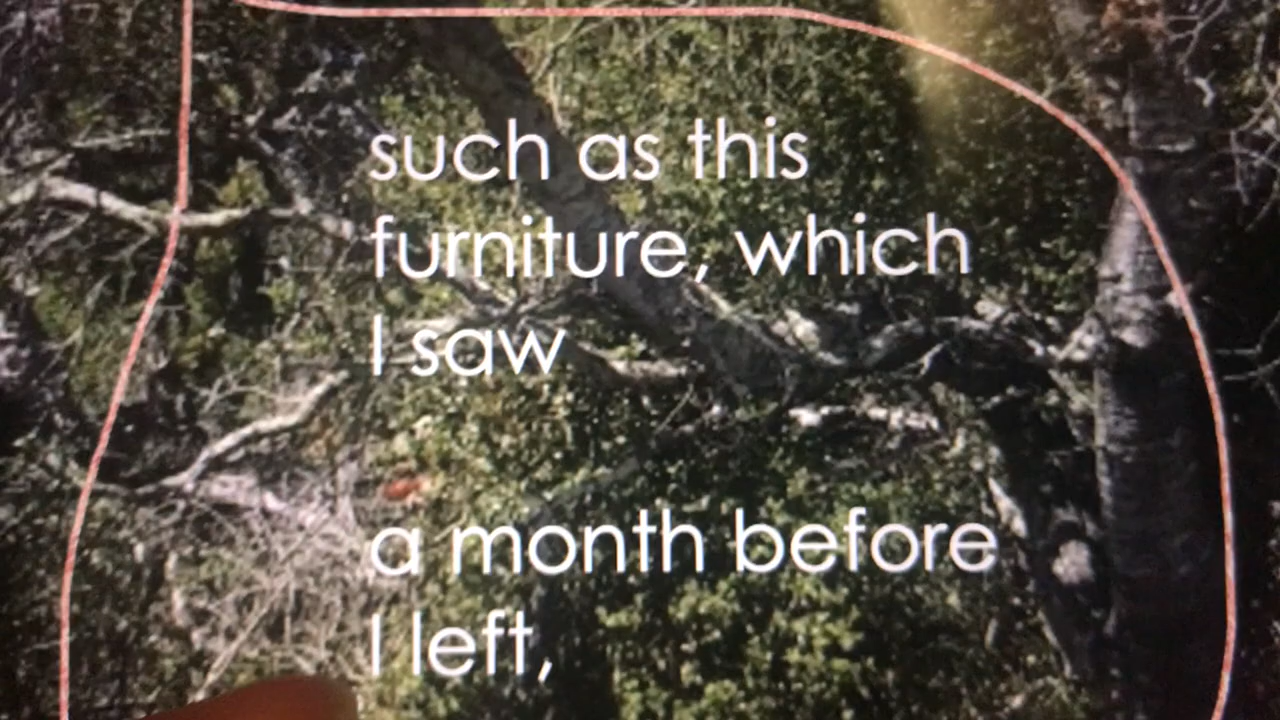 such as this
furniture, which
I saw
a month before
I left,